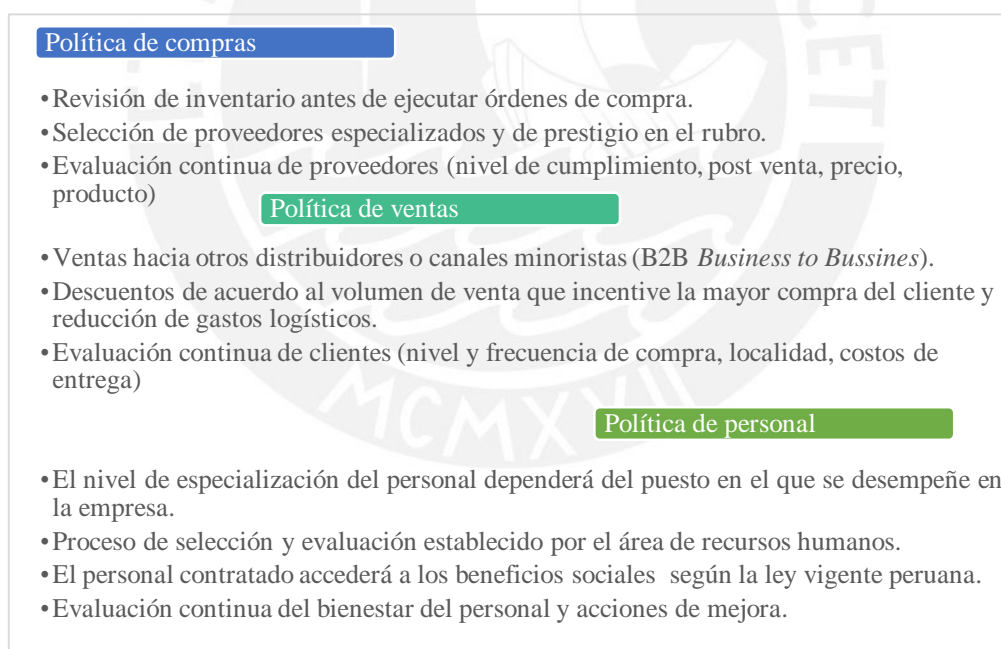 Política de compras
•Revisión de inventario antes de ejecutar órdenes de compra.
•Selección de proveedores especializados y de prestigio en el rubro.
•Evaluación continua de proveedores (nivel de cumplimiento, post venta, precio,
producto)
Política de ventas
•Ventas hacia otros distribuidores o canales minoristas (B2B Business to Bussines).
•Descuentos de acuerdo al volumen de venta que incentive la mayor compra del cliente y
reducción de gastos logísticos.
•Evaluación continua de clientes (nivel y frecuencia de compra, localidad, costos de
entrega)
MCMXVII
Política de personal
•El nivel de especialización del personal dependerá del puesto en el que se desempeñe en
la empresa.
•Proceso de selección y evaluación establecido por el área de recursos humanos.
•El personal contratado accederá a los beneficios sociales según la ley vigente peruana.
•Evaluación continua del bienestar del personal y acciones de mejora.